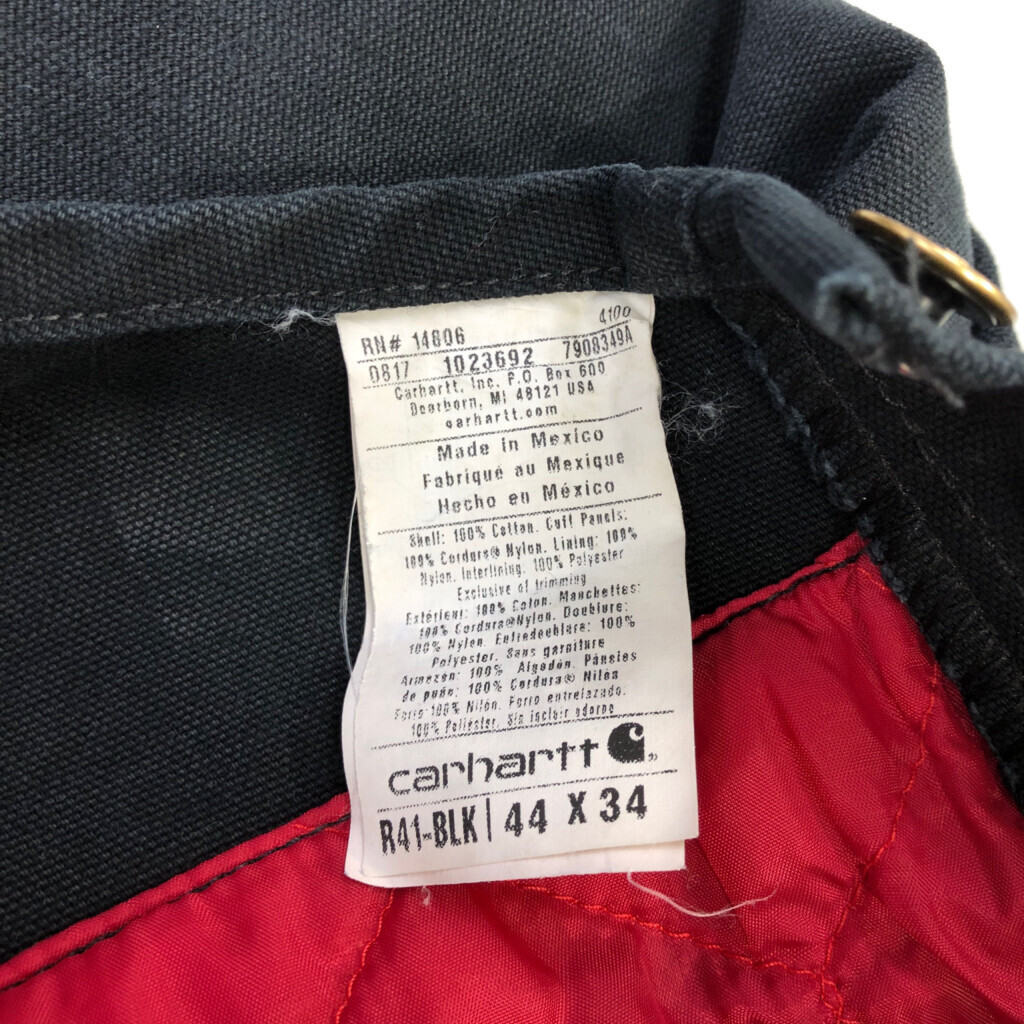 RN# 14806 4100
0817 1023692 7908349A
Carhartt, Inc. P.O. Box 600
Dearborn, MI 48121 USA
carhartt.com
Made in Mexico
Fabriqué au Mexique
Hecho en México
Shell: 100% Cotton. Cuff Panels:
100% Cordura® Nylon. Lining: 100%
Nylon. Interlining: 100% Polyester
Exclusive of trimming
Extérieur: 100% Coton. Manchettes:
100% Cordura®Nylon. Doublure:
100% Nylon. Entredoublure: 100%
Polyester. Sans garniture
Armazon: 100% Algodón. Páneles
de puño: 100% Cordura® Nilón
Forro 100% Nilón. Forro entrelazado.
100% Poliéster. Sin incluir adorno
carhartt
R41-BLK | 44 X 34